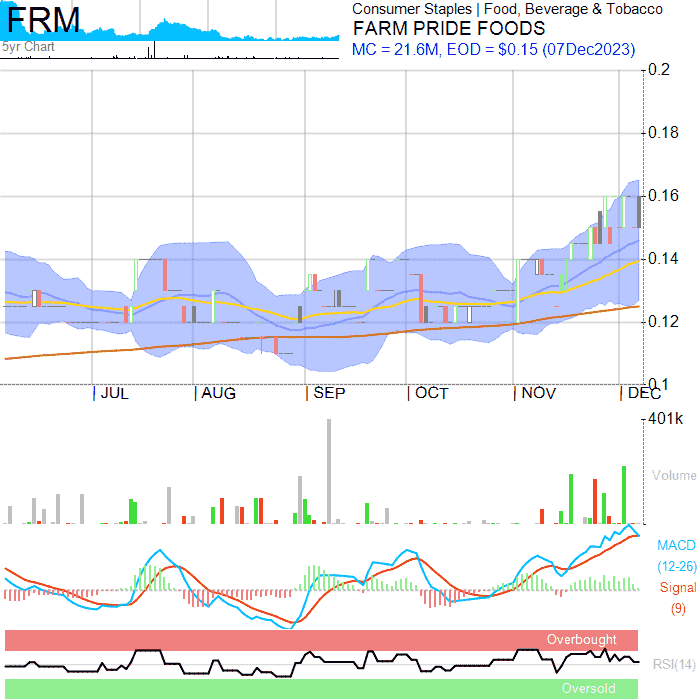 FRM
5yr Chart
Consumer Staples | Food, Beverage & Tobacco
FARM PRIDE FOODS
MC = 21.6M, EOD = $0.15 (07Dec2023)
0.2
0.18
0.16
0.14
0.12
0.1
JUL AUG SEP OCT NOV DEC
401k
Volume
MACD
(12-26)
Signal
(9)
Overbought
RSI(14)
Oversold